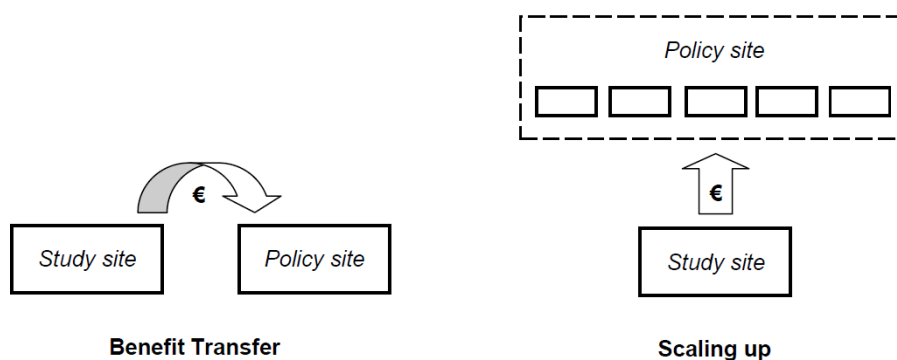 €
Study site
Policy site
Benefit Transfer
Policy site
€
Study site
Scaling up